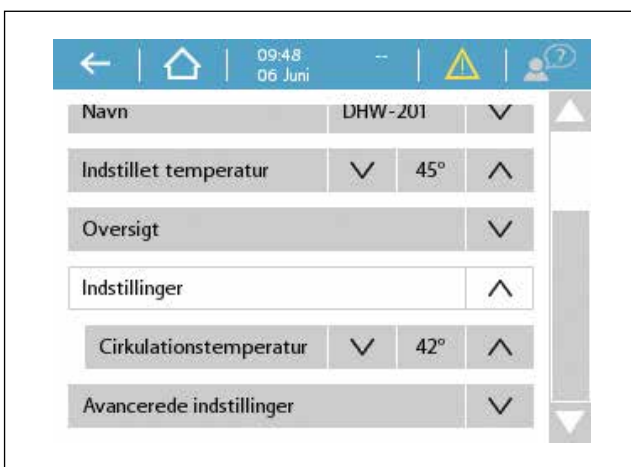 09:48 --
06 Juni
?
Navn DHW-201
Indstillet temperatur 45°
Oversigt
Indstillinger
Cirkulationstemperatur 42°
Avancerede indstillinger